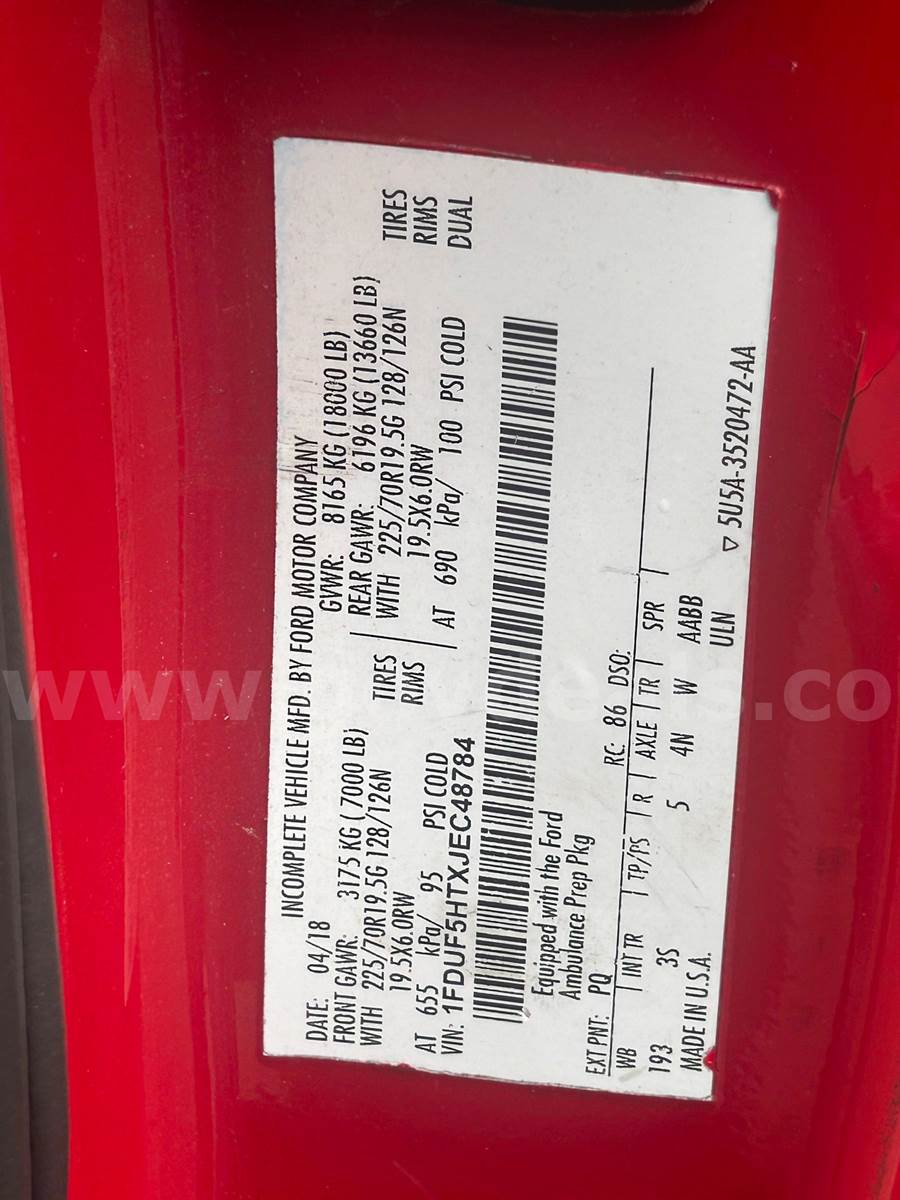 INCOMPLETE VEHICLE MFD. BY FORD MOTOR COMPANY
DATE: 04/18 GVWR: 8165 KG (18000 LB)
FRONT GAWR: 3175 KG (7000 LB) REAR GAWR: 6196 KG (13660 LB)
WITH 225/70R19.5G 128/126N TIRES WITH 225/70R19.5G 128/126N TIRES
19.5X6.0RW RIMS 19.5X6.0RW RIMS
AT 655 kPa/ 95 PSI COLD AT 690 kPa/ 100 PSI COLD DUAL
VIN: 1FDUF5HTXJEC48784
Equipped with the Ford
Ambulance Prep Pkg
EXT PNT: PQ RC: 86 DSO:
WB INT TR TP/PS R AXLE TR SPR
193 3S 5 4N W AABB
MADE IN U.S.A. ULN
▽ 5U5A-3520472-AA